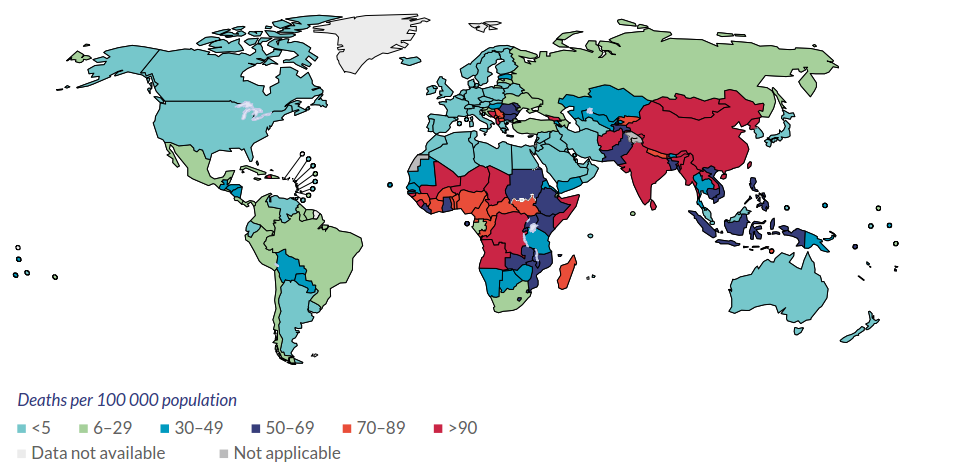 Deaths per 100 000 population
<5 6–29 30–49 50–69 70–89 >90
Data not available Not applicable